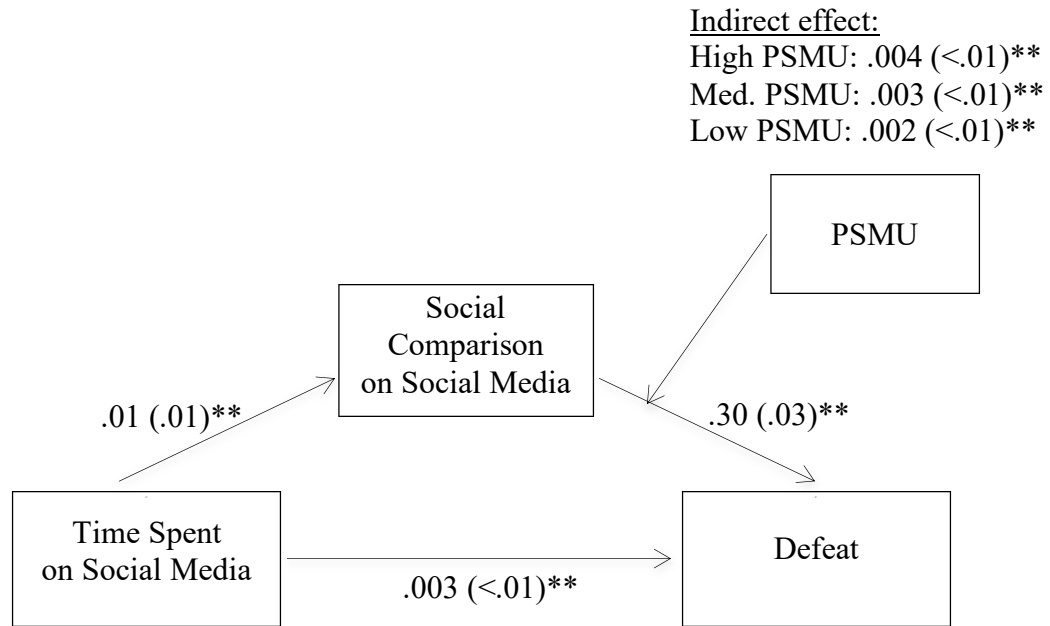 Indirect effect:
High PSMU: .004 (<.01)**
Med. PSMU: .003 (<.01)**
Low PSMU: .002 (<.01)**
PSMU
Social
Comparison
on Social Media
.01 (.01)**
.30 (.03)**
Time Spent
on Social Media
Defeat
.003 (<.01)**